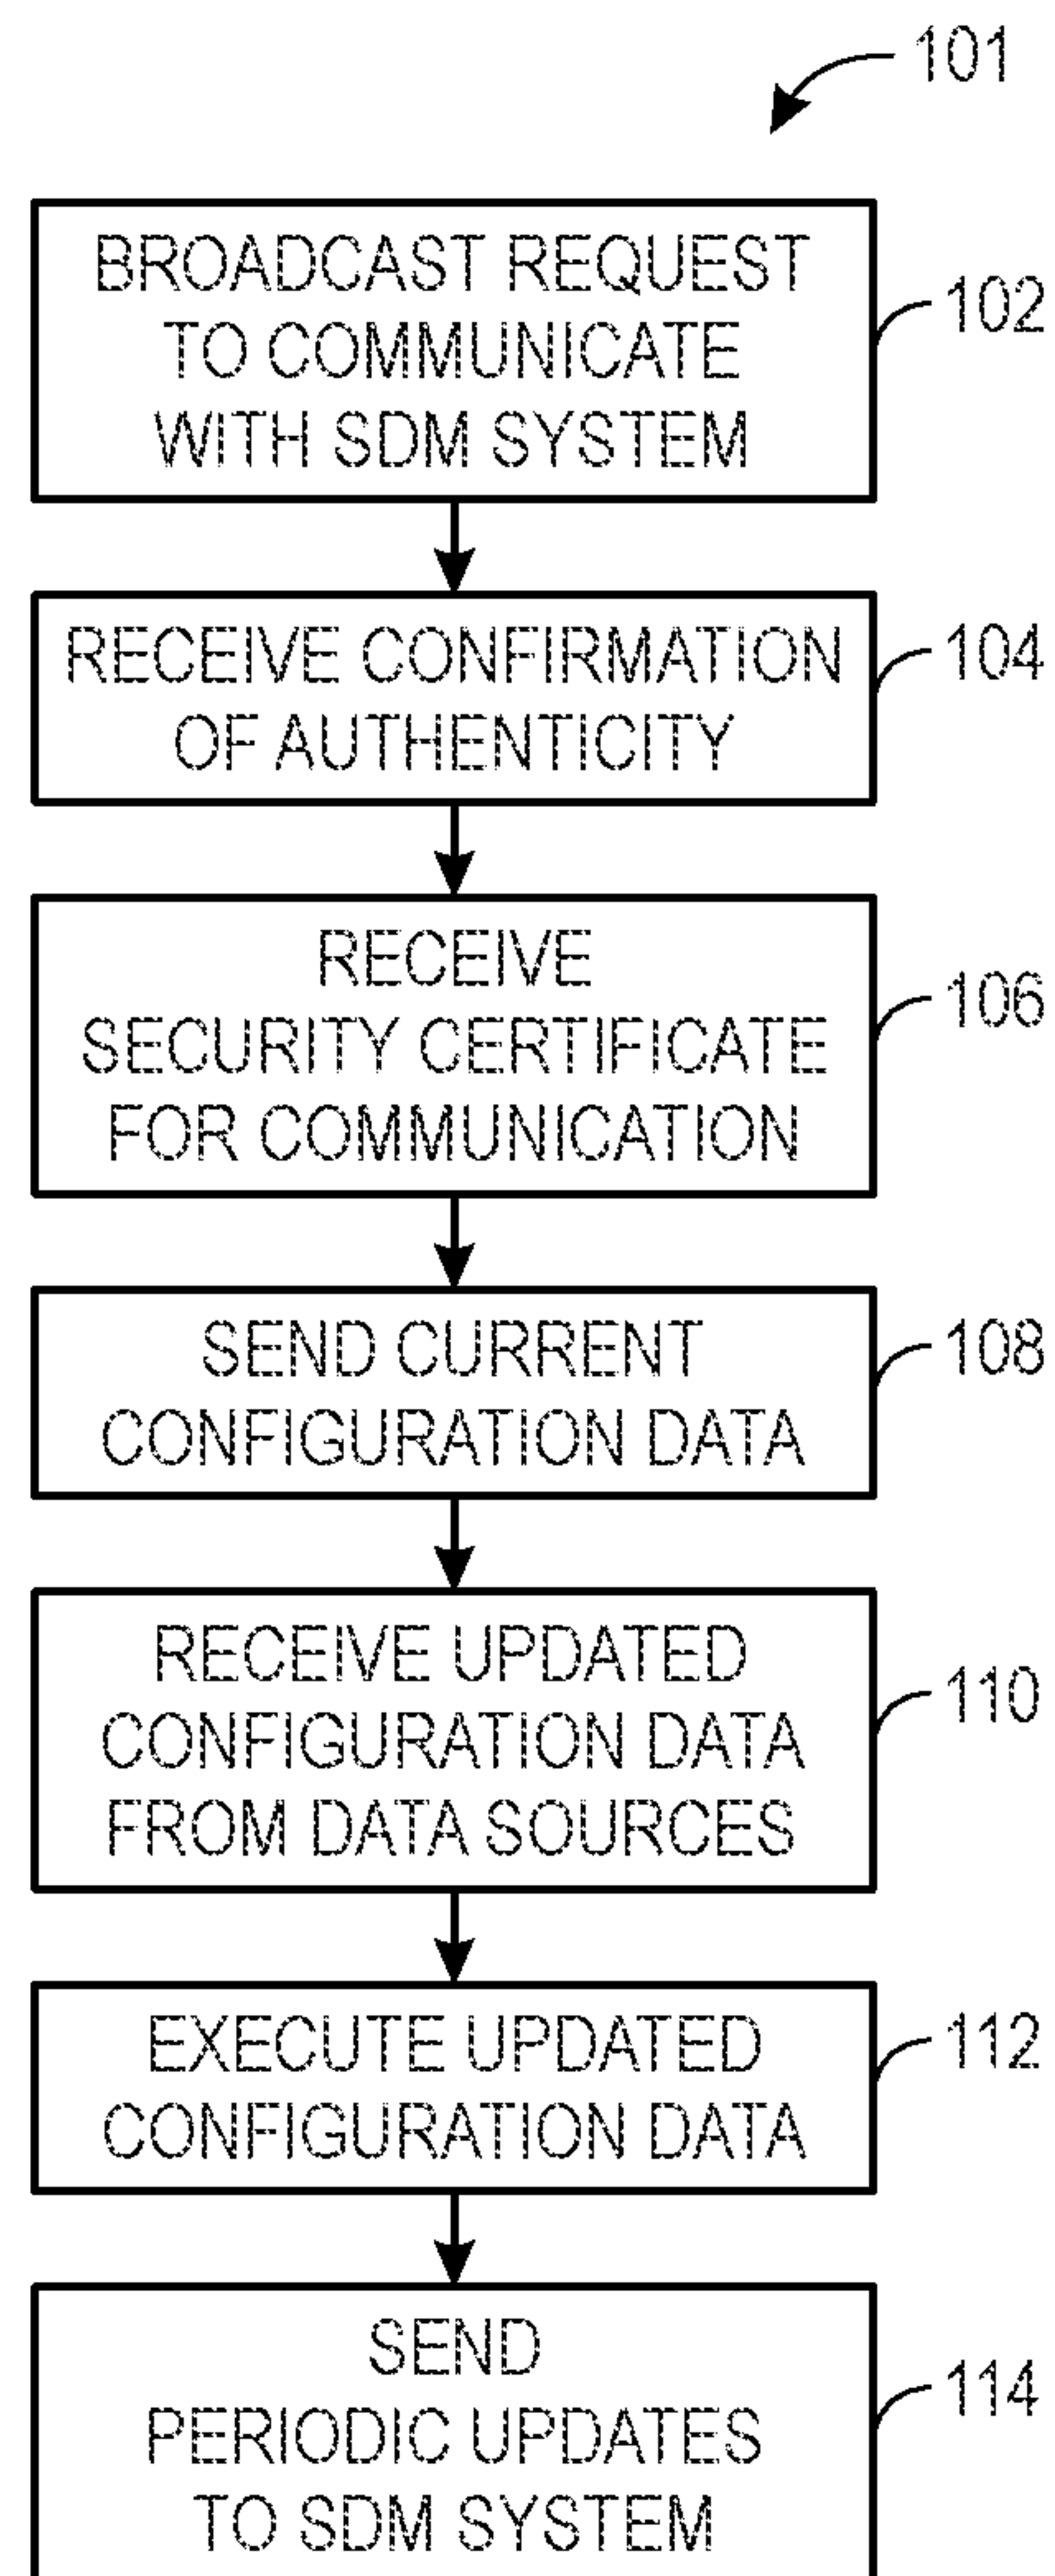 101
BROADCAST REQUEST
TO COMMUNICATE
WITH SDM SYSTEM
102
RECEIVE CONFIRMATION
OF AUTHENTICITY
104
RECEIVE
SECURITY CERTIFICATE
FOR COMMUNICATION
106
SEND CURRENT
CONFIGURATION DATA
108
RECEIVE UPDATED
CONFIGURATION DATA
FROM DATA SOURCES
110
EXECUTE UPDATED
CONFIGURATION DATA
112
SEND
PERIODIC UPDATES
TO SDM SYSTEM
114